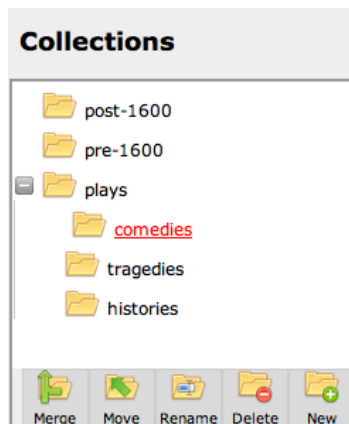 Collections
post-1600
pre-1600
plays
comedies
tragedies
histories
Merge Move Rename Delete New